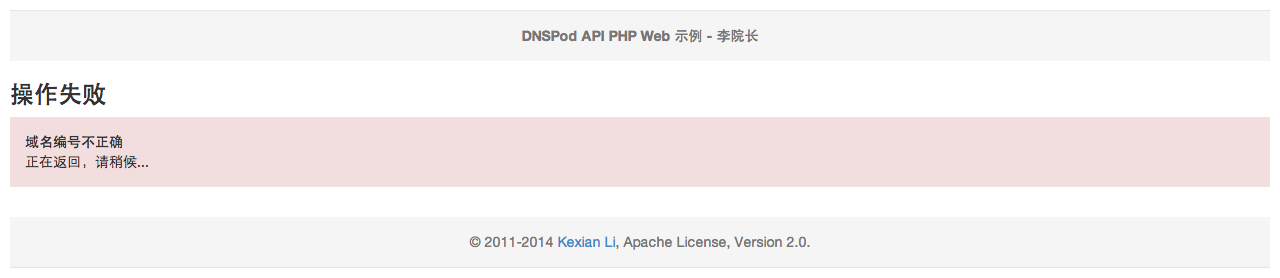 DNSPod API PHP Web 示例 - 李院长
操作失败
域名编号不正确
正在返回，请稍候...
© 2011-2014 Kexian Li, Apache License, Version 2.0.